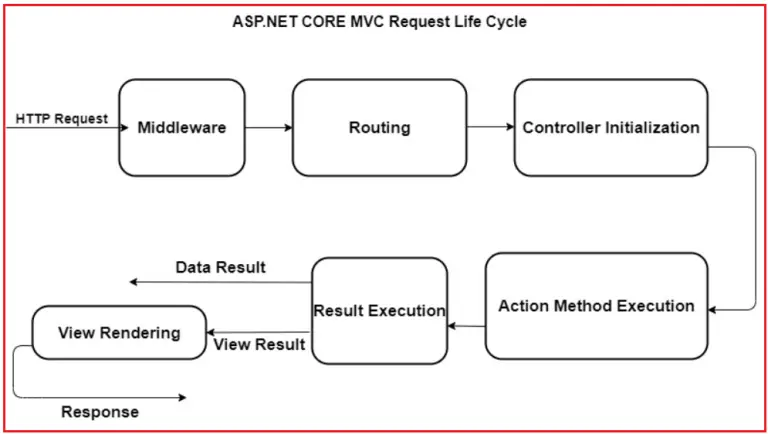 ASP.NET CORE MVC Request Life Cycle
HTTP Request
Middleware
Routing
Controller Initialization
Data Result
Result Execution
Action Method Execution
View Rendering
View Result
Response